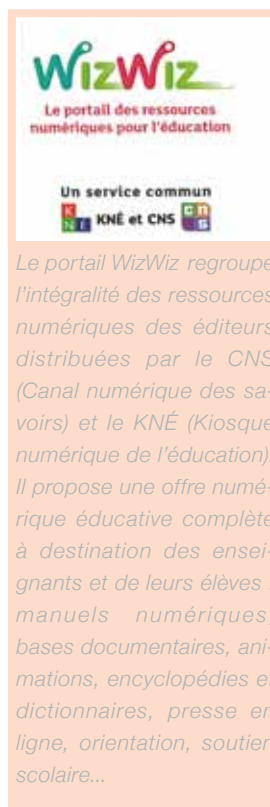 WizWiz
Le portail des ressources
numériques pour l'éducation
Un service commun
KNÉ KNÉ et CNS cns
Le portail WizWiz regroupe
l'intégralité des ressources
numériques des éditeurs
distribuées par le CNS
(Canal numérique des sa-
voirs) et le KNÉ (Kiosque
numérique de l'éducation).
Il propose une offre numé-
rique éducative complète
à destination des ensei-
gnants et de leurs élèves :
manuels numériques,
bases documentaires, ani-
mations, encyclopédies et
dictionnaires, presse en
ligne, orientation, soutien
scolaire...